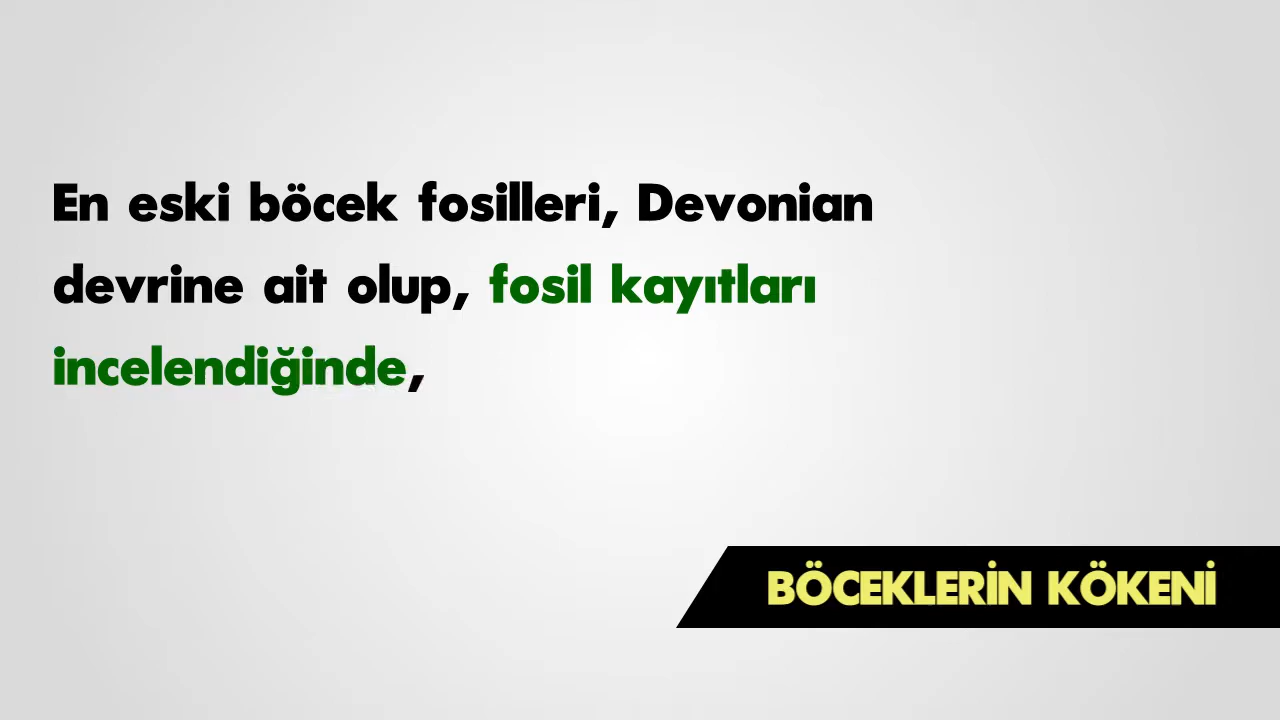 En eski böcek fosilleri, Devonian
devrine ait olup, fosil kayıtları
incelendiğinde,
BÖCEKLERİN KÖKENİ